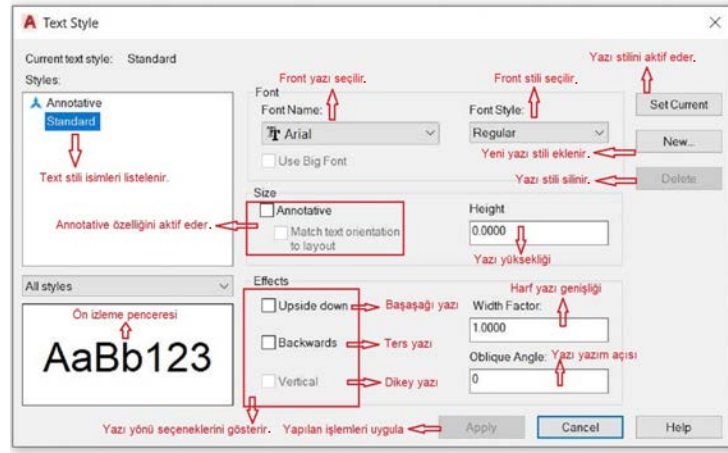 Text Style
Current text style: Standard
Yazı stilini aktif eder.
Styles:
Annotative
Standard
Text stili isimleri listelenir.
Annotative özelliğini aktif eder.
All styles
Ön izleme penceresi
AaBb123
Font
Front yazı seçilir.
Front stili seçilir.
Font Name:
Font Style:
Arial
Regular
Use Big Font
Set Current
New...
Yeni yazı stili eklenir.
Yazı stili silinir.
Delete
Size
Annotative
Match text orientation
to layout
Height
0.0000
Yazı yüksekliği
Effects
Upside down
Başaşağı yazı
Backwards
Ters yazı
Vertical
Dikey yazı
Harf yazı genişliği
Width Factor:
1.0000
Oblique Angle:
Yazı yazım açısı
0
Yazı yönü seçeneklerini gösterir.
Yapılan işlemleri uygula
Apply
Cancel
Help